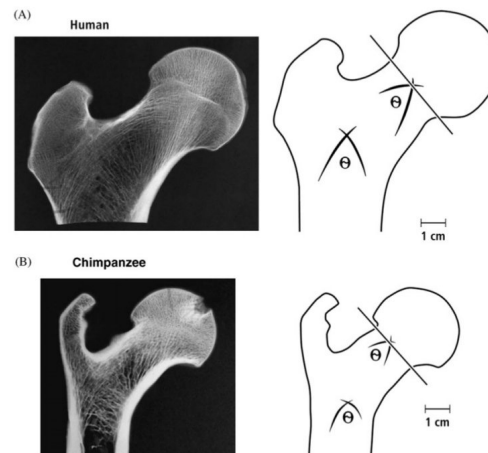 (A)
Human
Θ
Θ
1 cm
(B)
Chimpanzee
Θ
Θ
1 cm